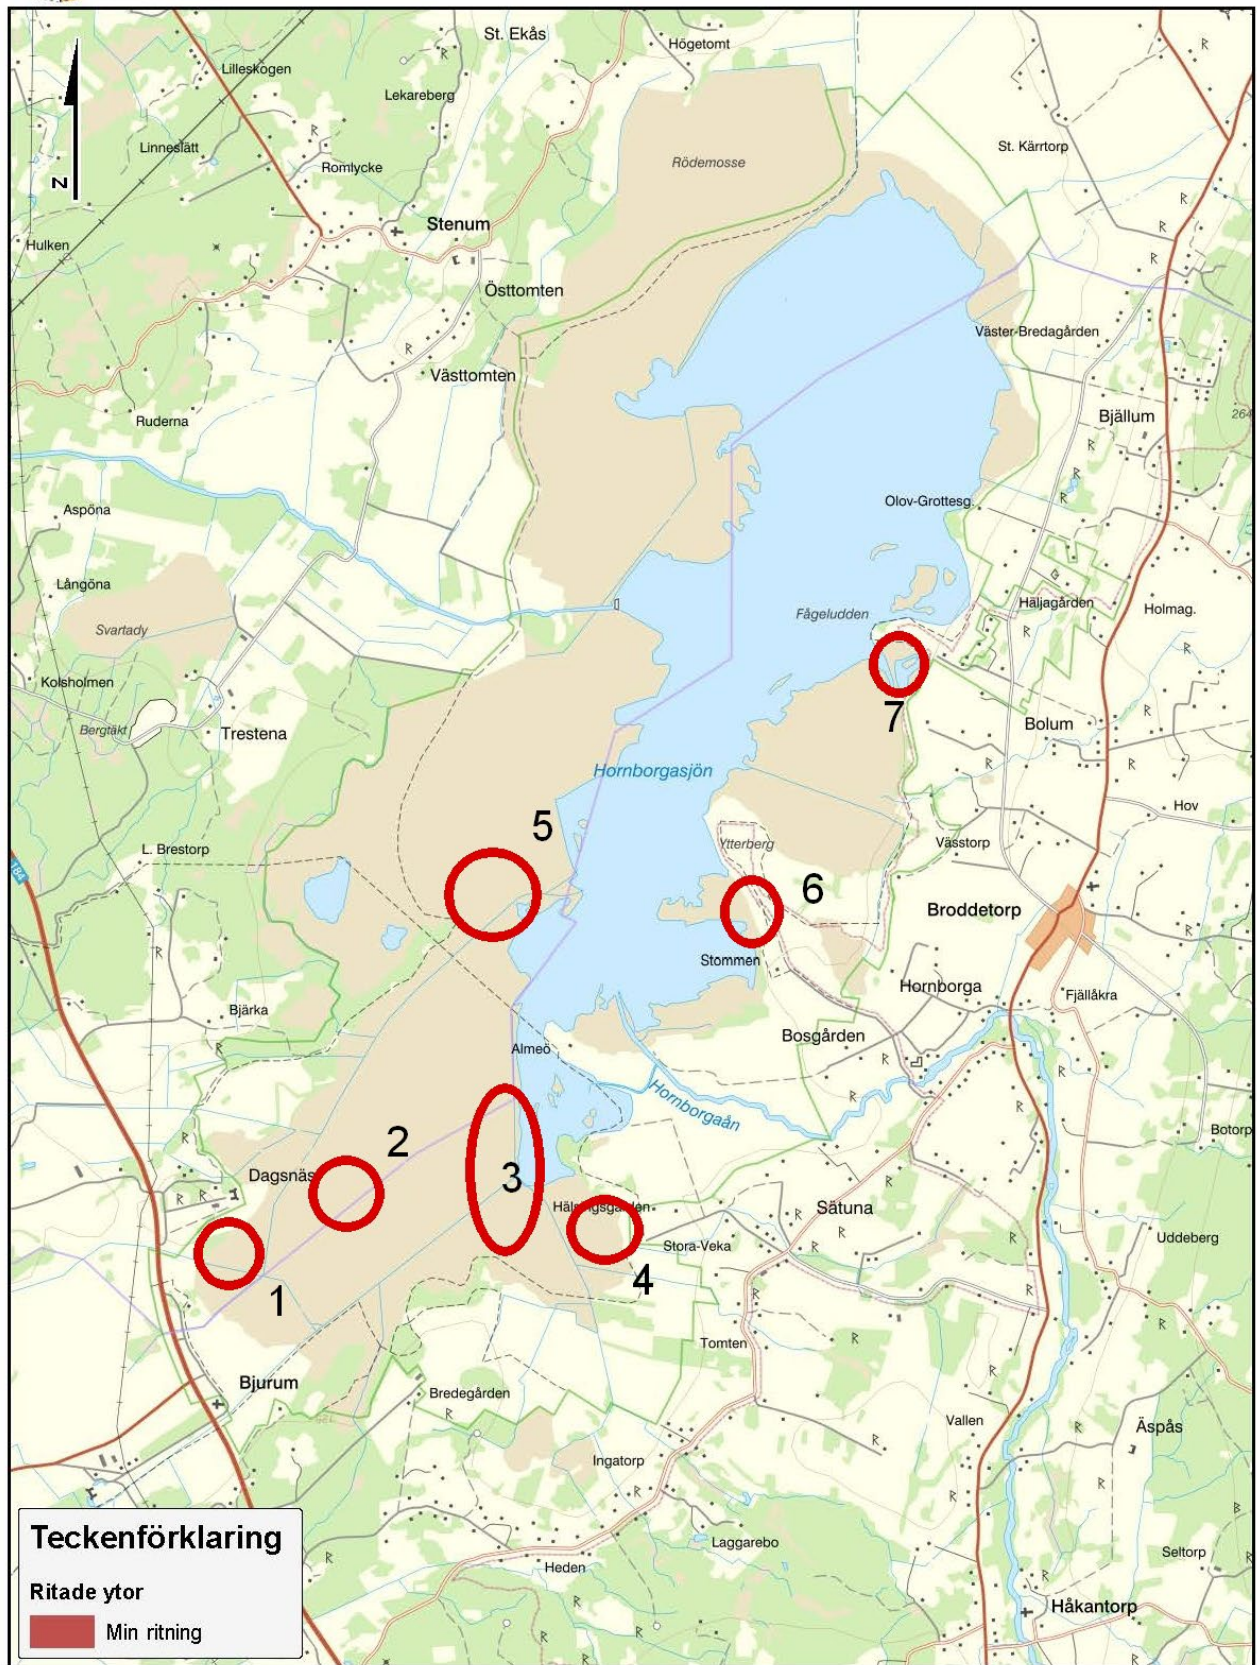 St. Ekås
Högetomt
Lilleskogen
Lekareberg
Linneslätt
Romlycke
St. Kärrtorp
Rödemosse
N
Stenum
Hulken
Östtomten
Väster-Bredagården
Västtomten
Bjällum
Ruderna
264
Olov-Grottesg.
Aspöna
Långöna
Häljagården
Holmag.
Fågeludden
Svartady
Kolsholmen
7
Bolum
Bergtäkt
Trestena
Hornborgasjön
Hov
5
Ytterberg
Västorp
L. Brestorp
184
6
Broddetorp
Stommen
Hornborga
Fjällåkra
Bjärka
Bosgården
Almeö
Hornborgaån
Botorp
2
Dagsnäs
3
Sätuna
Stora-Veka
Uddeberg
4
1
Tomten
Bjurum
Bredegården
Vallen
Äspås
Ingatorp
Laggarebo
Seltorp
Heden
Håkantorp
Teckenförklaring
Ritade ytor
Min ritning